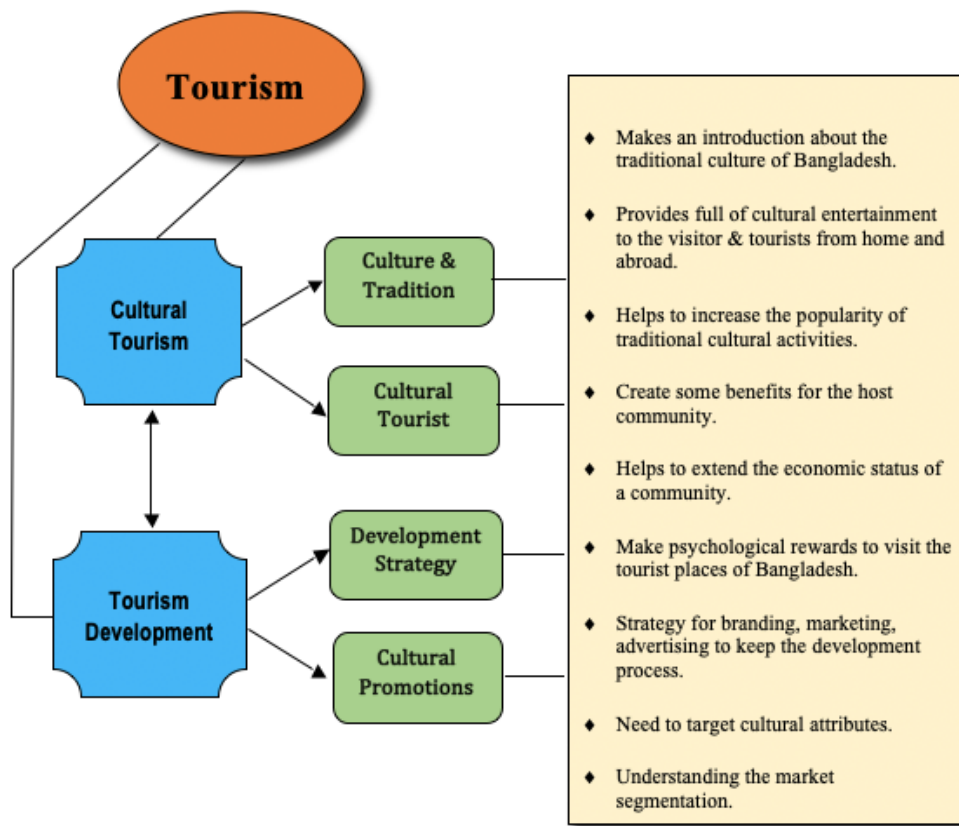 Tourism
Cultural
Tourism
Culture &
Tradition
Cultural
Tourist
Tourism
Development
Development
Strategy
Cultural
Promotions
♦ Makes an introduction about the
traditional culture of Bangladesh.
♦ Provides full of cultural entertainment
to the visitor & tourists from home and
abroad.
♦ Helps to increase the popularity of
traditional cultural activities.
♦ Create some benefits for the host
community.
♦ Helps to extend the economic status of
a community.
♦ Make psychological rewards to visit the
tourist places of Bangladesh.
♦ Strategy for branding, marketing,
advertising to keep the development
process.
♦ Need to target cultural attributes.
♦ Understanding the market
segmentation.